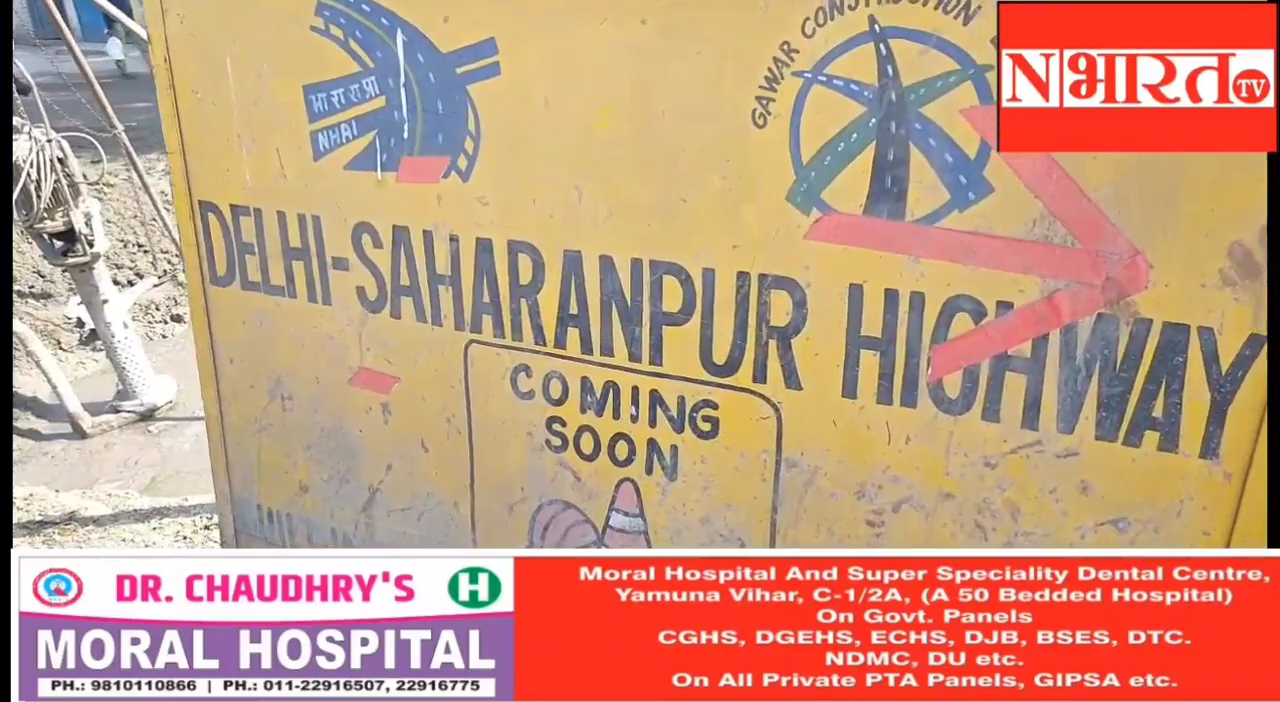 भा रा रा प्रा
NHAI
GAWAR CONSTRUCTION
N भारत TV
DELHI-SAHARANPUR HIGHWAY
COMING
SOON
DR. CHAUDHRY'S
H
MORAL HOSPITAL
PH.: 9810110866 | PH.: 011-22916507, 22916775
Moral Hospital And Super Speciality Dental Centre,
Yamuna Vihar, C-1/2A, (A 50 Bedded Hospital)
On Govt. Panels
CGHS, DGEHS, ECHS, DJB, BSES, DTC.
NDMC, DU etc.
On All Private PTA Panels, GIPSA etc.